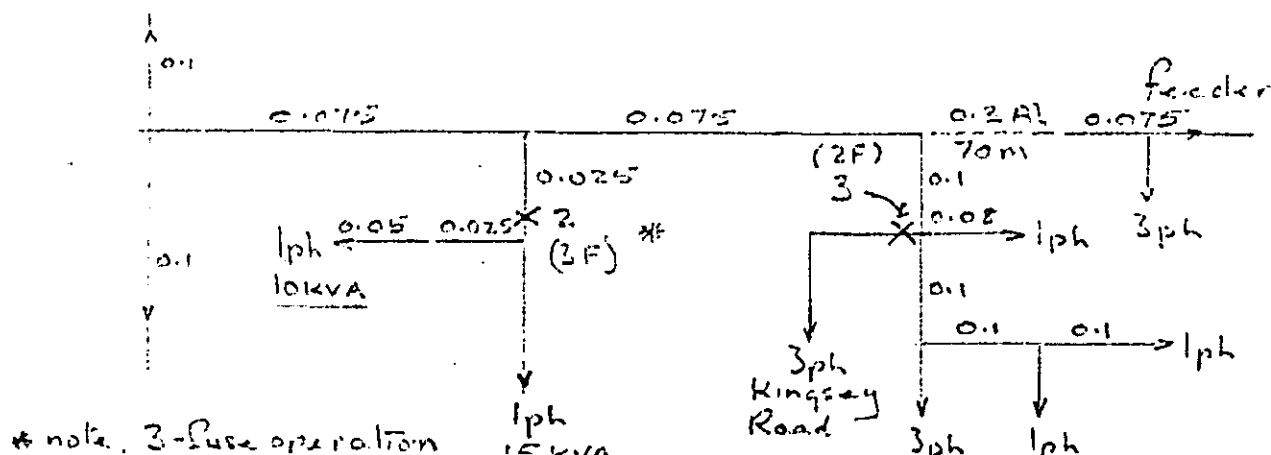 0.1
feeder
0.075 0.075 0.2Al 0.075
70m
(2F)
3
0.025 0.1
0.05 0.025 2 0.08
1ph (3F) * 1ph 3ph
10KVA
0.1 0.1
0.1 0.1
1ph
3ph
Kingsey
Road
1ph
15KVA
3ph 1ph
* note. 3-fuse operation